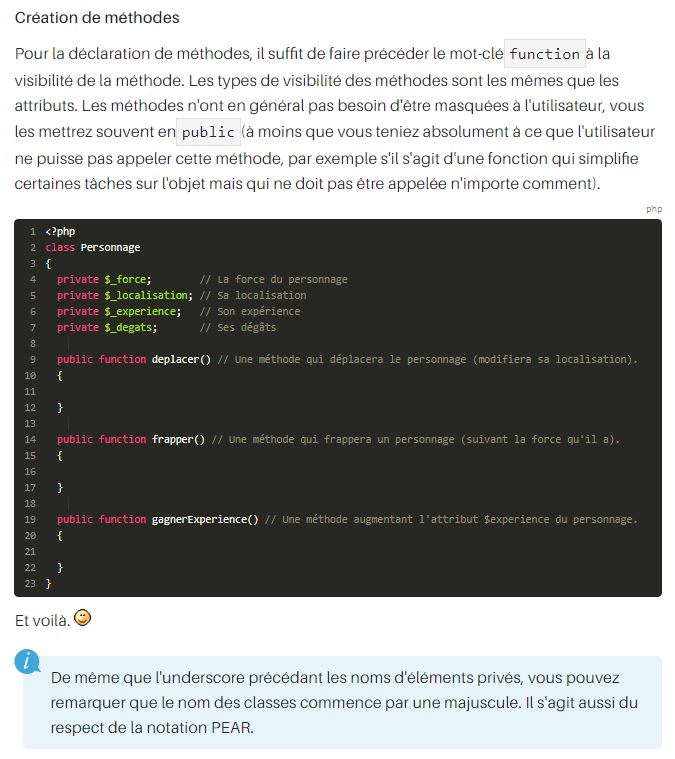 Création de méthodes
Pour la déclaration de méthodes, il suffit de faire précéder le mot-clé function à la
visibilité de la méthode. Les types de visibilité des méthodes sont les mêmes que les
attributs. Les méthodes n'ont en général pas besoin d'être masquées à l'utilisateur, vous
les mettrez souvent en public (à moins que vous teniez absolument à ce que l'utilisateur
ne puisse pas appeler cette méthode, par exemple s'il s'agit d'une fonction qui simplifie
certaines tâches sur l'objet mais qui ne doit pas être appelée n'importe comment).
php
1 <?php
2 class Personnage
3 {
4 private $_force; // La force du personnage
5 private $_localisation; // Sa localisation
6 private $_experience; // Son expérience
7 private $_degats; // Ses dégâts
8
9 public function deplacer() // Une méthode qui déplacera le personnage (modifiera sa localisation).
10 {
11
12 }
13
14 public function frapper() // Une méthode qui frappera un personnage (suivant la force qu'il a).
15 {
16
17 }
18
19 public function gagnerExperience() // Une méthode augmentant l'attribut $experience du personnage.
20 {
21
22 }
23 }
Et voilà.
i
De même que l'underscore précédant les noms d'éléments privés, vous pouvez
remarquer que le nom des classes commence par une majuscule. Il s'agit aussi du
respect de la notation PEAR.